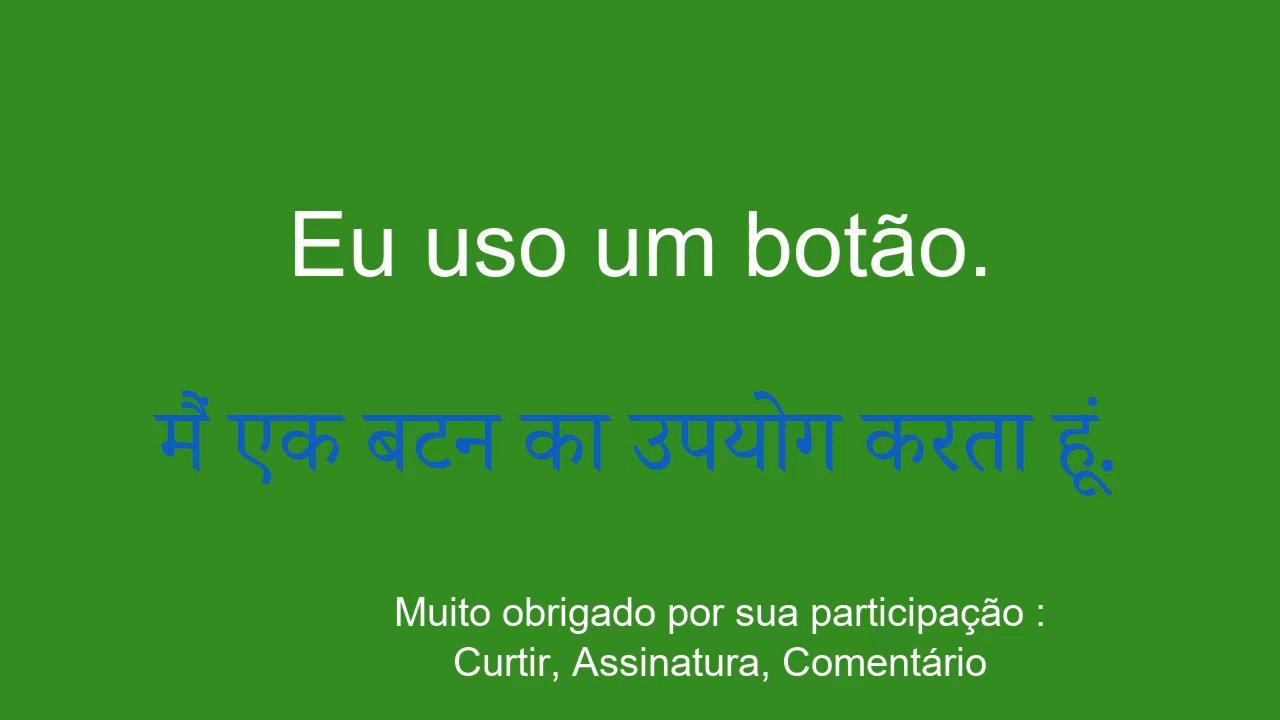 Eu uso um botão.
मैं एक बटन का उपयोग करता हूं.
Muito obrigado por sua participação :
Curtir, Assinatura, Comentário